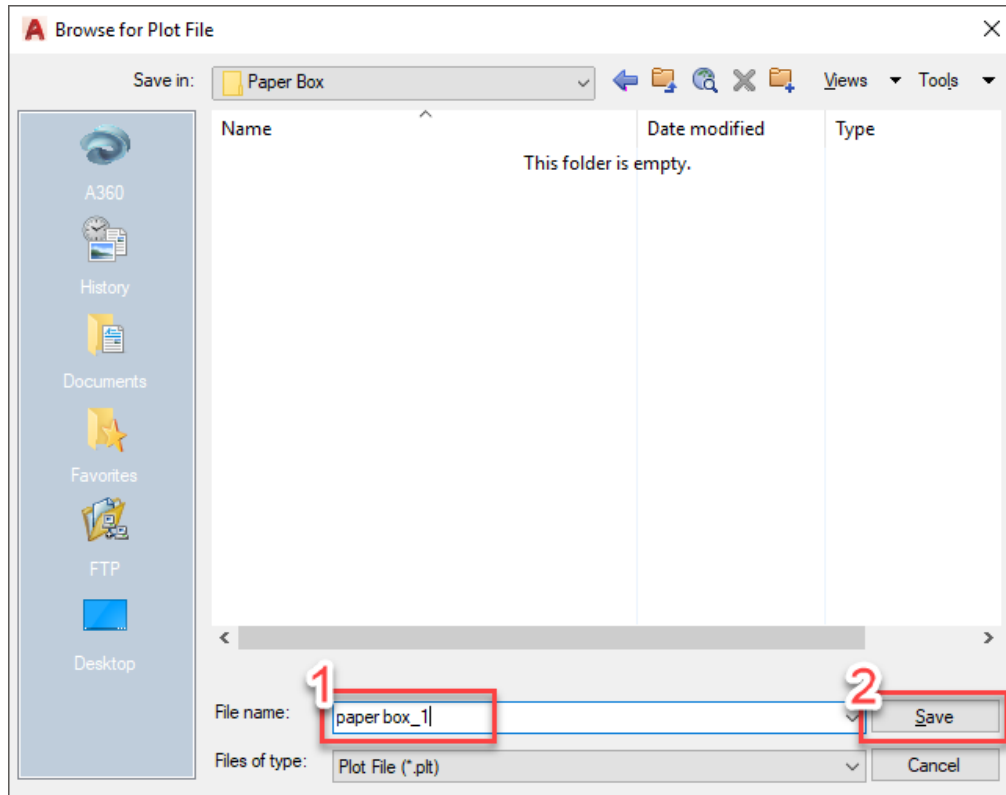 Browse for Plot File
Save in: Paper Box Views Tools
Name Date modified Type
This folder is empty.
A360
History
Documents
Favorites
FTP
Desktop
1
2
File name: paper box_1 Save
Files of type: Plot File (*.plt) Cancel